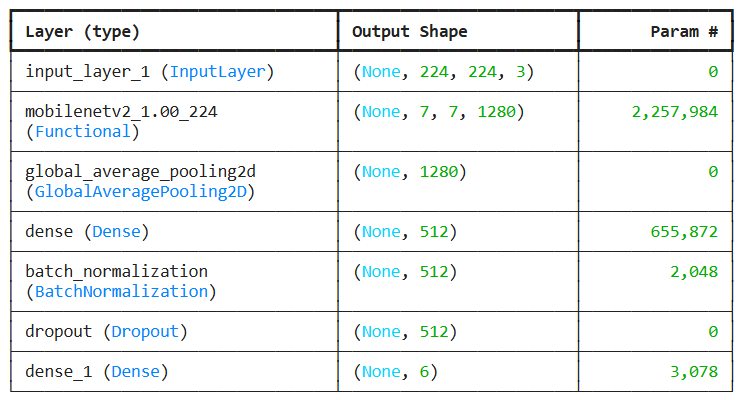 Layer (type) Output Shape Param #
input_layer_1 (InputLayer) (None, 224, 224, 3) 0
mobilenetv2_1.00_224 (None, 7, 7, 1280) 2,257,984
(Functional)
global_average_pooling2d (None, 1280) 0
(GlobalAveragePooling2D)
dense (Dense) (None, 512) 655,872
batch_normalization (None, 512) 2,048
(BatchNormalization)
dropout (Dropout) (None, 512) 0
dense_1 (Dense) (None, 6) 3,078